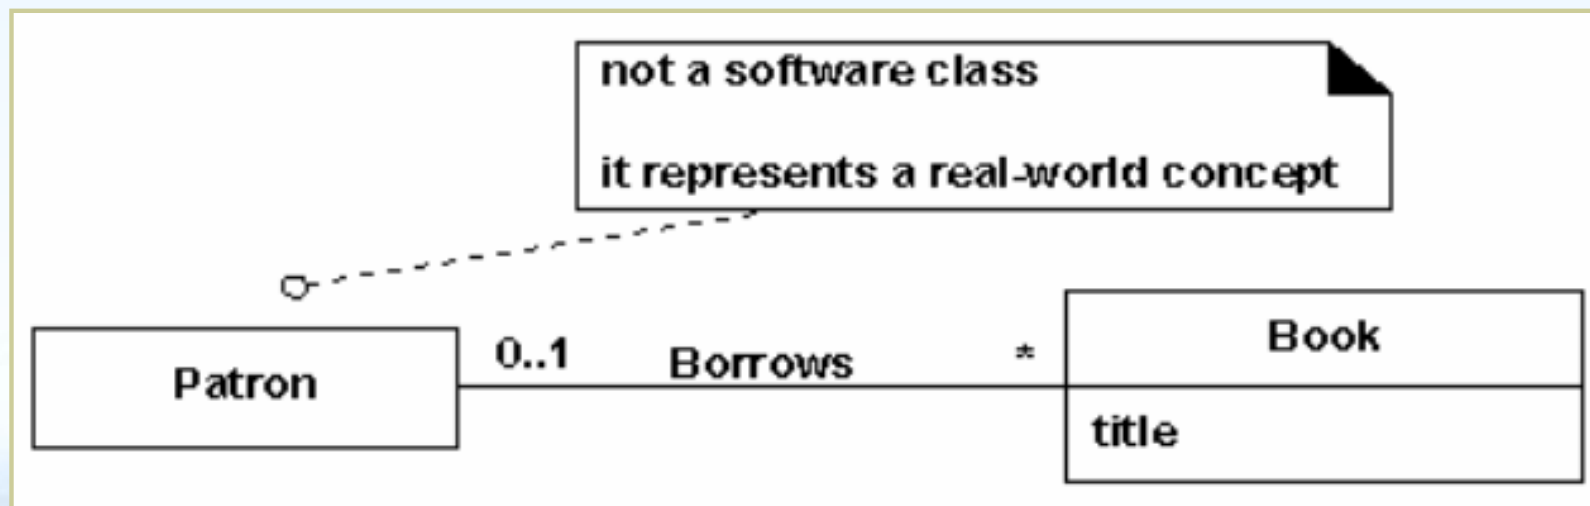 not a software class
it represents a real-world concept
Patron
0..1
Borrows
*
Book
title